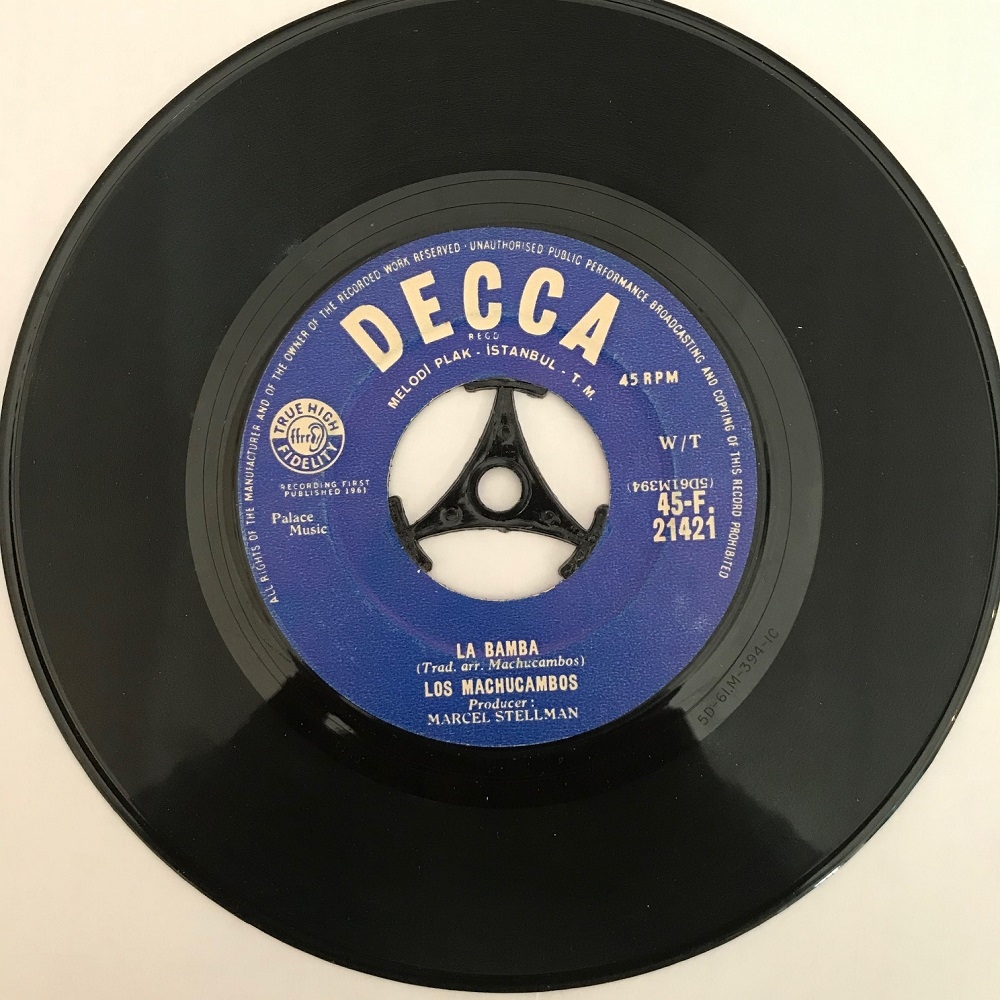 ALL RIGHTS OF THE MANUFACTURER AND OF THE OWNER OF THE RECORDED WORK RESERVED · UNAUTHORISED PUBLIC PERFORMANCE BROADCASTING AND COPYING OF THIS RECORD PROHIBITED
DECCA
REGD
MELODİ PLAK - İSTANBUL - T. M.
45 RPM
TRUE HIGH
ffrr
FIDELITY
W/T
RECORDING FIRST
PUBLISHED 1961
(5D61M394)
45-F.
21421
Palace
Music
LA BAMBA
(Trad. arr. Machucambos)
LOS MACHUCAMBOS
Producer:
MARCEL STELLMAN
5D-61.M-394-1C